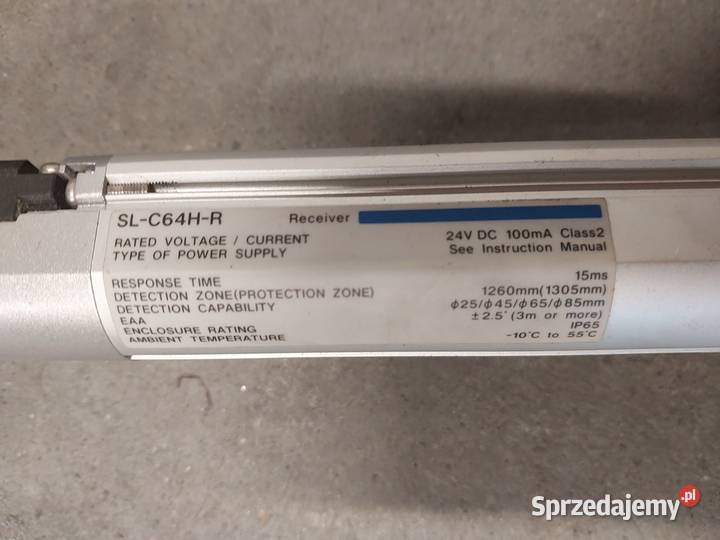 SL-C64H-R Receiver
RATED VOLTAGE / CURRENT 24V DC 100mA Class2
TYPE OF POWER SUPPLY See Instruction Manual
RESPONSE TIME 15ms
DETECTION ZONE(PROTECTION ZONE) 1260mm(1305mm)
DETECTION CAPABILITY ϕ25/ϕ45/ϕ65/ϕ85mm
EAA ±2.5° (3m or more)
ENCLOSURE RATING IP65
AMBIENT TEMPERATURE -10°C to 55°C
Sprzedajemy.pl